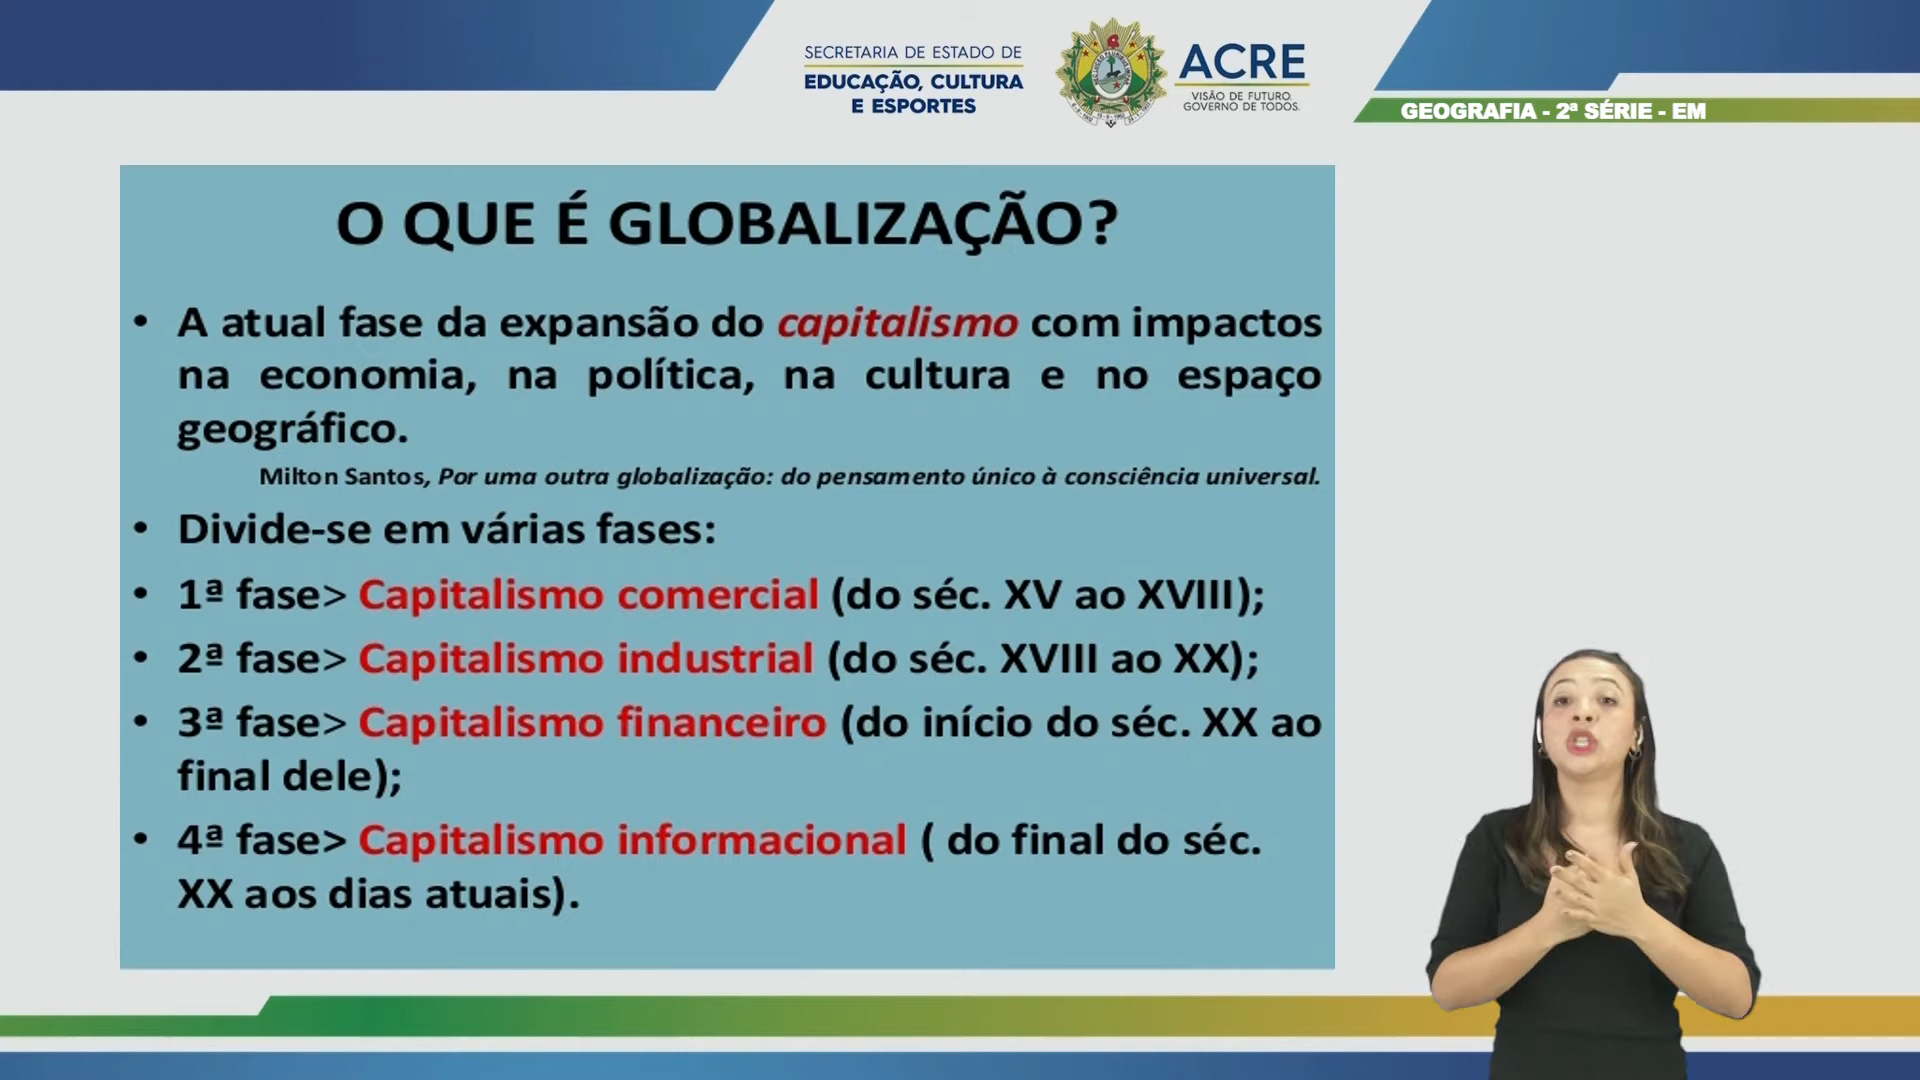 SECRETARIA DE ESTADO DE
EDUCAÇÃO, CULTURA
E ESPORTES
ACRE
VISÃO DE FUTURO.
GOVERNO DE TODOS.
GEOGRAFIA - 2ª SÉRIE - EM
O QUE É GLOBALIZAÇÃO?
• A atual fase da expansão do capitalismo com impactos
na economia, na política, na cultura e no espaço
geográfico.
Milton Santos, Por uma outra globalização: do pensamento único à consciência universal.
• Divide-se em várias fases:
• 1ª fase> Capitalismo comercial (do séc. XV ao XVIII);
• 2ª fase> Capitalismo industrial (do séc. XVIII ao XX);
• 3ª fase> Capitalismo financeiro (do início do séc. XX ao
final dele);
• 4ª fase> Capitalismo informacional ( do final do séc.
XX aos dias atuais).